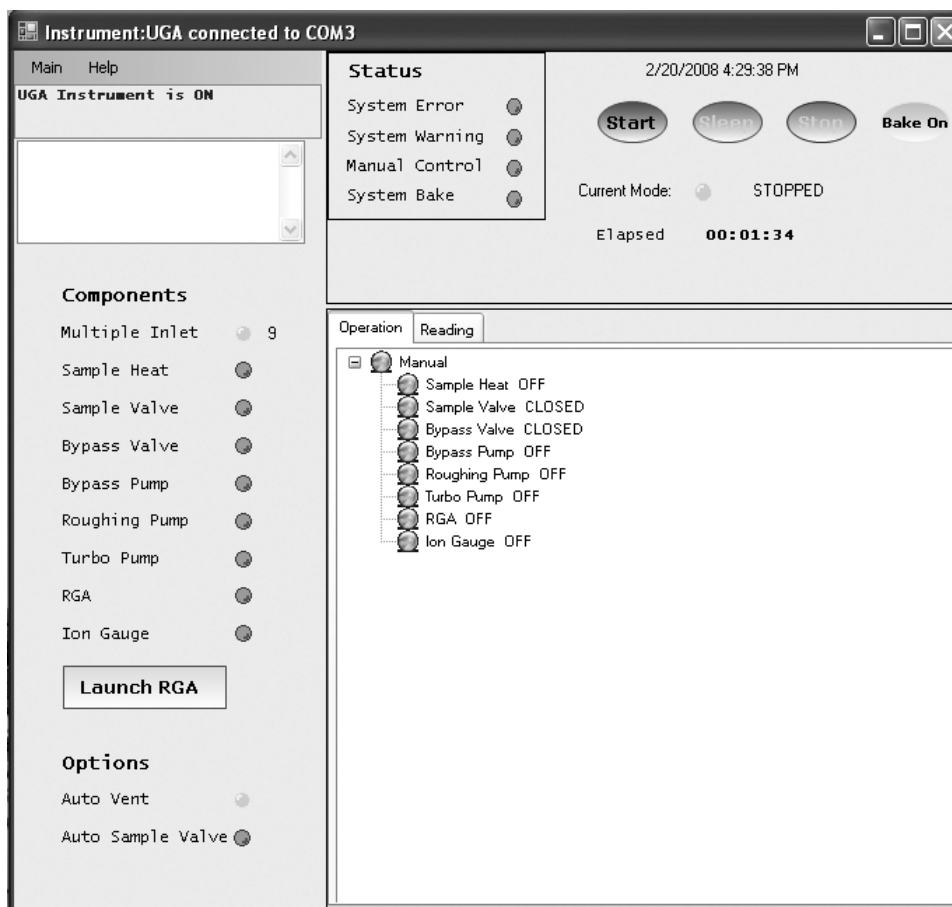 Instrument:UGA connected to COM3
Main Help
UGA Instrument is ON
Status
System Error
System Warning
Manual Control
System Bake
2/20/2008 4:29:38 PM
Start Sleep Stop Bake On
Current Mode: STOPPED
Elapsed 00:01:34
Components
Multiple Inlet 9
Sample Heat
Sample Valve
Bypass Valve
Bypass Pump
Roughing Pump
Turbo Pump
RGA
Ion Gauge
Launch RGA
Options
Auto Vent
Auto Sample Valve
Operation Reading
Manual
Sample Heat OFF
Sample Valve CLOSED
Bypass Valve CLOSED
Bypass Pump OFF
Roughing Pump OFF
Turbo Pump OFF
RGA OFF
Ion Gauge OFF